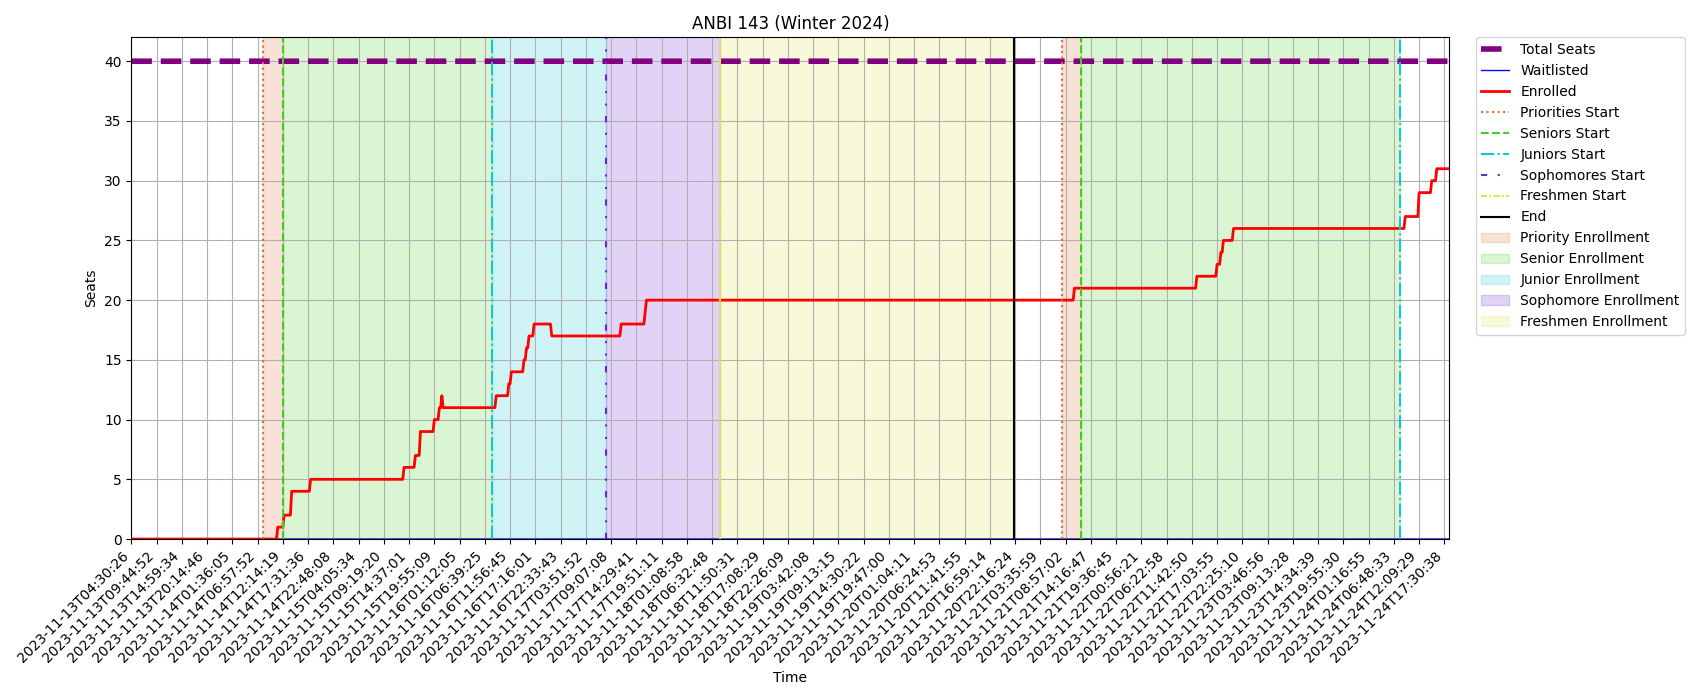 ANBI 143 (Winter 2024)
Seats
40
35
30
25
20
15
10
5
0
2023-11-13T04:30:26
2023-11-13T09:44:52
2023-11-13T14:59:34
2023-11-13T20:14:46
2023-11-14T01:36:05
2023-11-14T06:57:52
2023-11-14T12:14:19
2023-11-14T17:31:36
2023-11-14T22:48:08
2023-11-15T04:05:34
2023-11-15T09:19:20
2023-11-15T14:37:01
2023-11-15T19:55:09
2023-11-16T01:12:05
2023-11-16T06:39:25
2023-11-16T11:56:45
2023-11-16T17:16:01
2023-11-16T22:33:43
2023-11-17T03:51:52
2023-11-17T09:07:08
2023-11-17T14:29:41
2023-11-17T19:51:11
2023-11-18T01:08:58
2023-11-18T06:32:48
2023-11-18T11:50:31
2023-11-18T17:08:29
2023-11-18T22:26:09
2023-11-19T03:42:08
2023-11-19T09:13:15
2023-11-19T14:30:22
2023-11-19T19:47:00
2023-11-20T01:04:11
2023-11-20T06:24:53
2023-11-20T11:41:55
2023-11-20T16:59:14
2023-11-20T22:16:24
2023-11-21T03:35:59
2023-11-21T08:57:02
2023-11-21T14:16:47
2023-11-21T19:36:45
2023-11-22T00:56:21
2023-11-22T06:22:58
2023-11-22T11:42:50
2023-11-22T17:03:55
2023-11-22T22:25:10
2023-11-23T03:46:56
2023-11-23T09:13:28
2023-11-23T14:34:39
2023-11-23T19:55:30
2023-11-24T01:16:55
2023-11-24T06:48:33
2023-11-24T12:09:29
2023-11-24T17:30:38
Time
Total Seats
Waitlisted
Enrolled
Priorities Start
Seniors Start
Juniors Start
Sophomores Start
Freshmen Start
End
Priority Enrollment
Senior Enrollment
Junior Enrollment
Sophomore Enrollment
Freshmen Enrollment